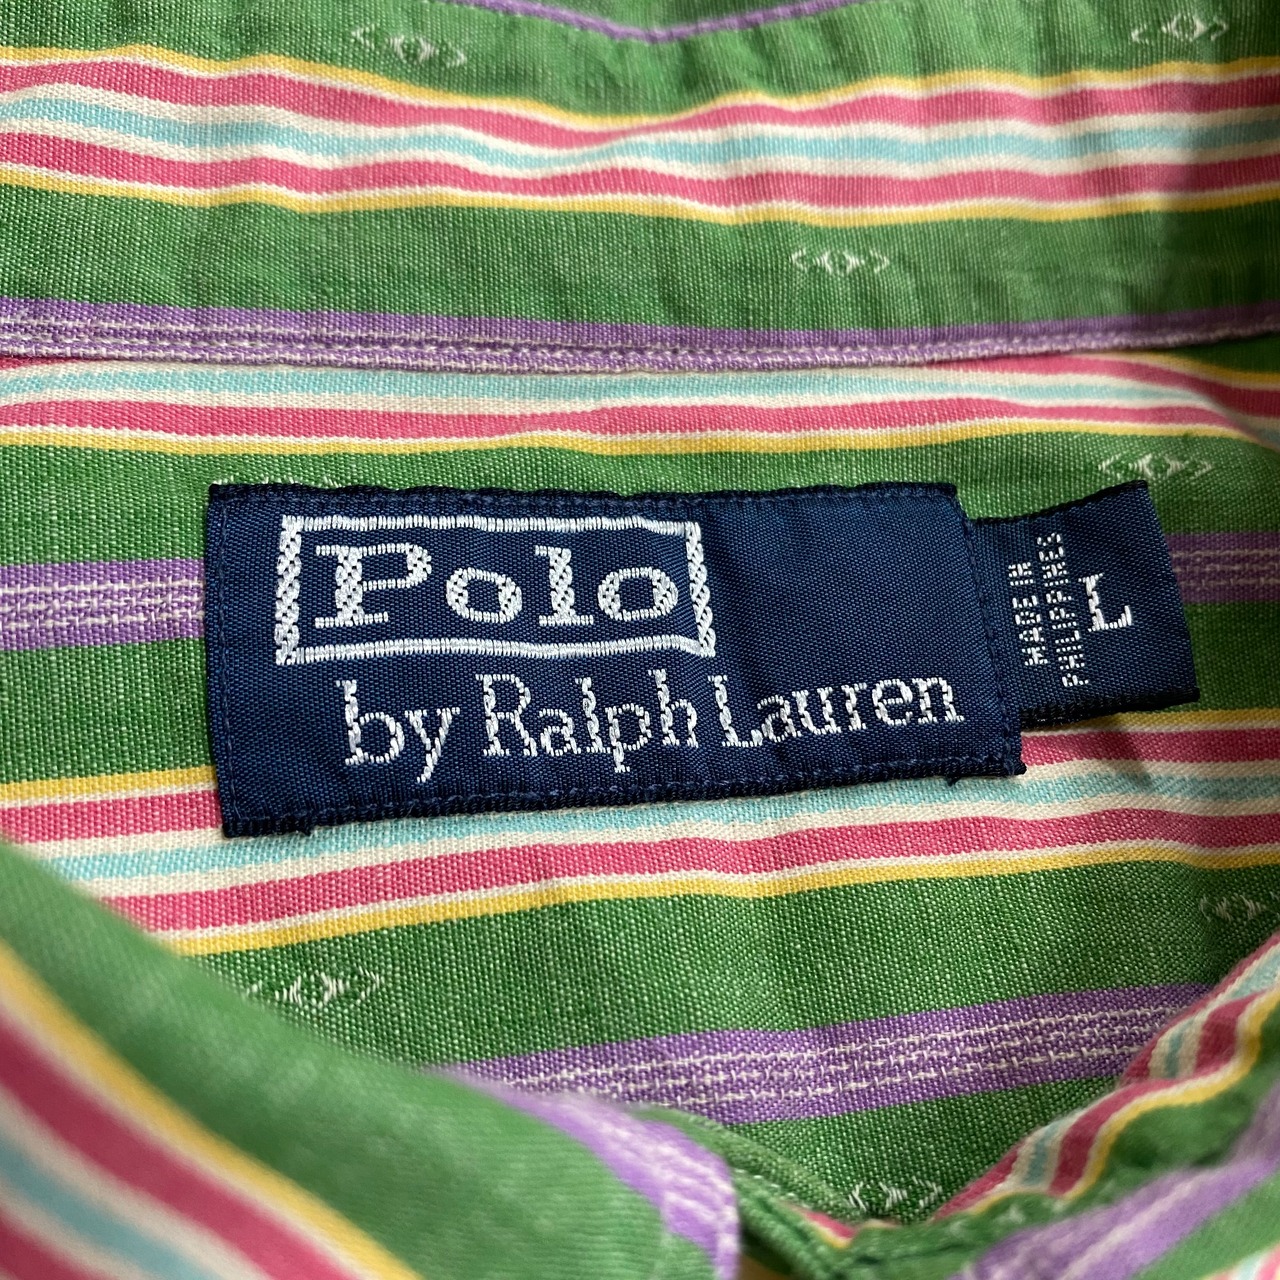 Polo
by Ralph Lauren
MADE IN
PHILIPPINES
L